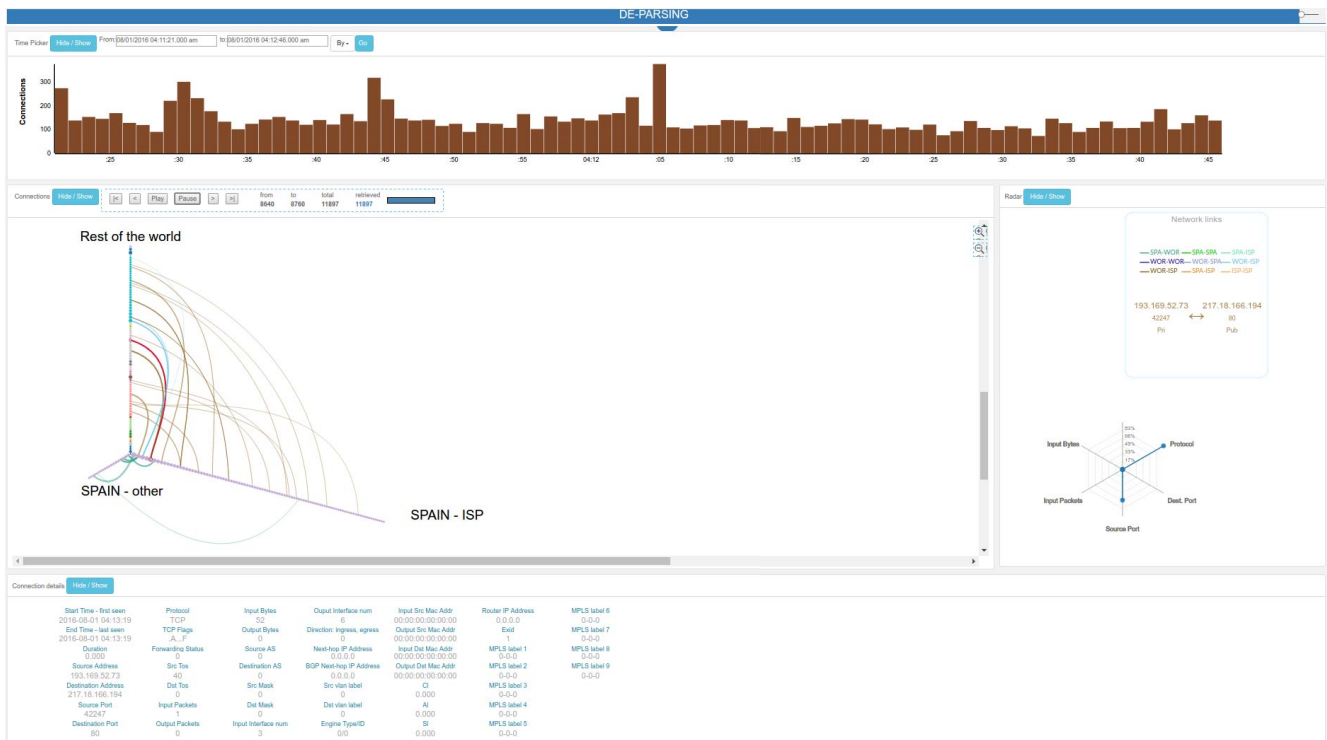 DE-PARSING
Time Picker Hide / Show From: 08/01/2016 04:11:21.000 am to: 08/01/2016 04:12:46.000 am By Go
Connections
300
200
100
0
:25 :30 :35 :40 :45 :50 :55 04:12 :05 :10 :15 :20 :25 :30 :35 :40 :45
Connections Hide / Show |< < Play Pause > >| from to total retrieved
8640 8760 11897 11897
Radar Hide / Show
Rest of the world
SPAIN - other
SPAIN - ISP
Network links
SPA-WOR SPA-SPA SPA-ISP
WOR-WOR WOR-SPA WOR-ISP
WOR-ISP SPA-ISP ISP-ISP
193.169.52.73 217.18.166.194
42247 ↔ 80
Pri Pub
83%
66%
49%
33%
17%
Input Bytes Protocol
Input Packets Dest. Port
Source Port
Connection details Hide / Show
Start Time - first seen Protocol Input Bytes Ouput Interface num Input Src Mac Addr Router IP Address MPLS label 6
2016-08-01 04:13:19 TCP 52 6 00:00:00:00:00:00 0.0.0.0 0-0-0
End Time - last seen TCP Flags Output Bytes Direction: ingress, egress Output Src Mac Addr Exid MPLS label 7
2016-08-01 04:13:19 .A...F 0 0 00:00:00:00:00:00 1 0-0-0
Duration Forwarding Status Source AS Next-hop IP Address Input Dst Mac Addr MPLS label 1 MPLS label 8
0.000 0 0 0.0.0.0 00:00:00:00:00:00 0-0-0 0-0-0
Source Address Src Tos Destination AS BGP Next-hop IP Address Output Dst Mac Addr MPLS label 2 MPLS label 9
193.169.52.73 40 0 0.0.0.0 00:00:00:00:00:00 0-0-0 0-0-0
Destination Address Dst Tos Src Mask Src vlan label Cl MPLS label 3
217.18.166.194 0 0 0 0.000 0-0-0
Source Port Input Packets Dst Mask Dst vlan label Al MPLS label 4
42247 1 0 0 0.000 0-0-0
Destination Port Output Packets Input Interface num Engine Type/ID Sl MPLS label 5
80 0 3 0/0 0.000 0-0-0